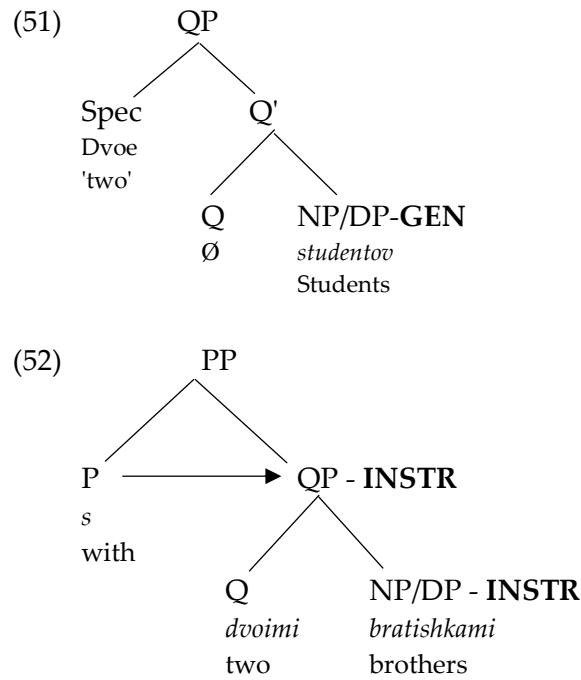 (51) QP
Spec Q'
Dvoe
'two'
Q NP/DP-GEN
Ø studentov
Students
(52) PP
P QP - INSTR
s
with
Q NP/DP - INSTR
dvoimi bratishkami
two brothers